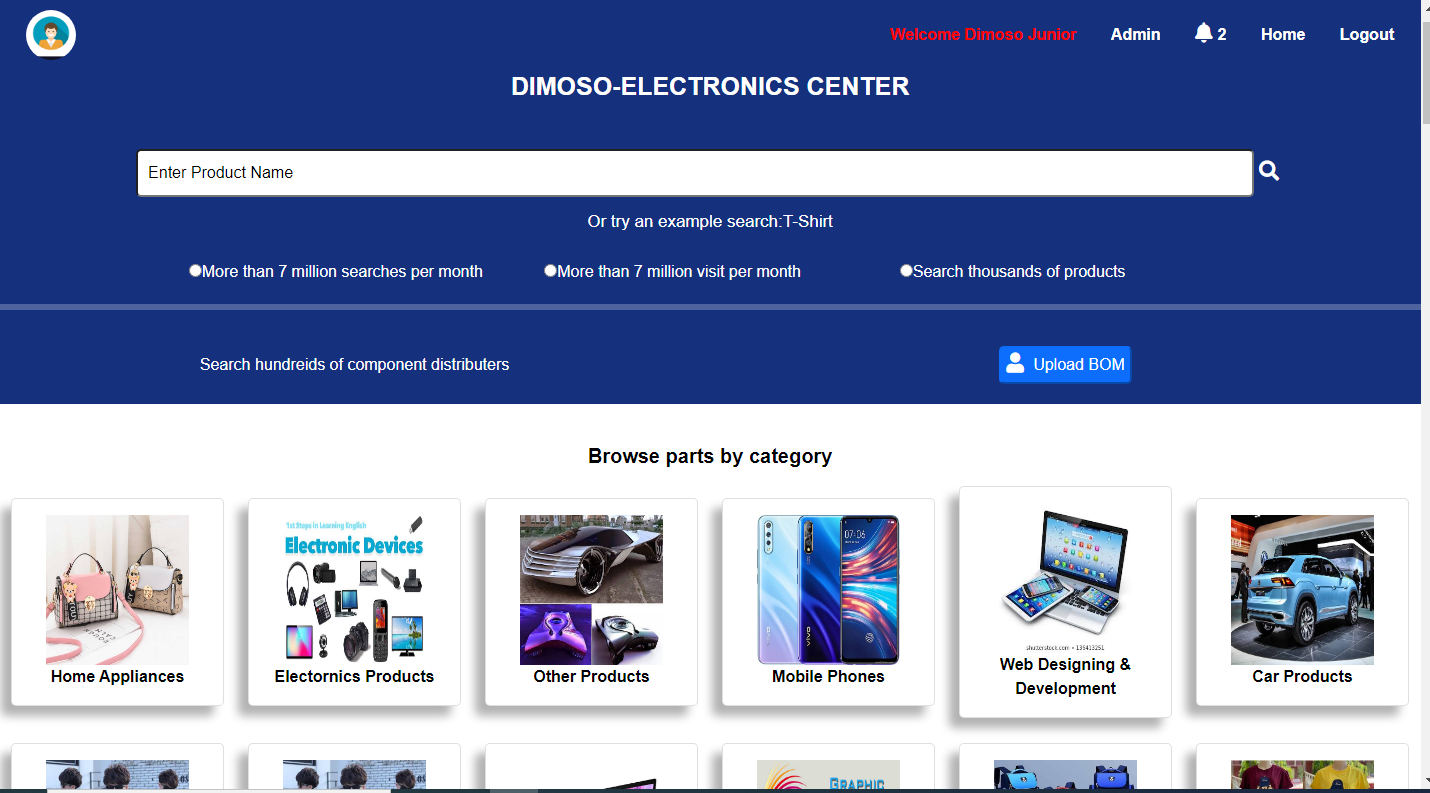 Welcome Dimoso Junior Admin 2 Home Logout
DIMOSO-ELECTRONICS CENTER
Enter Product Name
Or try an example search:T-Shirt
More than 7 million searches per month More than 7 million visit per month Search thousands of products
Search hundreids of component distributers Upload BOM
Browse parts by category
1st Steps in Learning English
Electronic Devices
07:06
vivo
shutterstock.com • 135413251
Home Appliances Electornics Products Other Products Mobile Phones Web Designing & Development Car Products
GRAPHIC